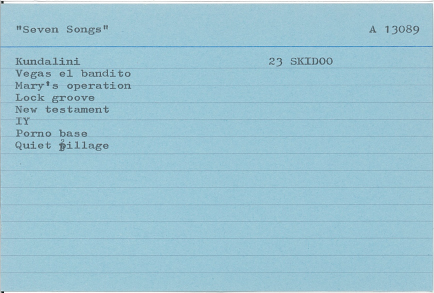 "Seven Songs" A 13089
Kundalini 23 SKIDOO
Vegas el bandito
Mary's operation
Lock groove
New testament
IY
Porno base
Quiet pillage